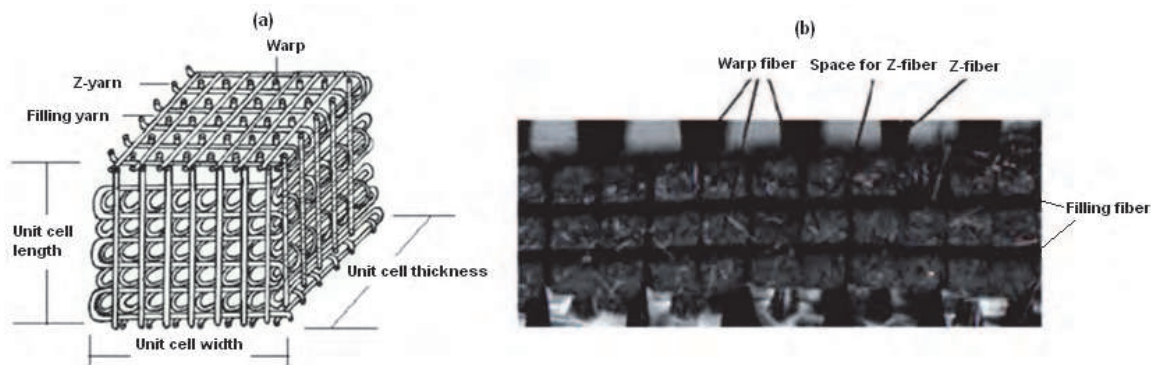 (a)
Warp
Z-yarn
Filling yarn
Unit cell
length
Unit cell thickness
Unit cell width
(b)
Warp fiber
Space for Z-fiber
Z-fiber
Filling fiber